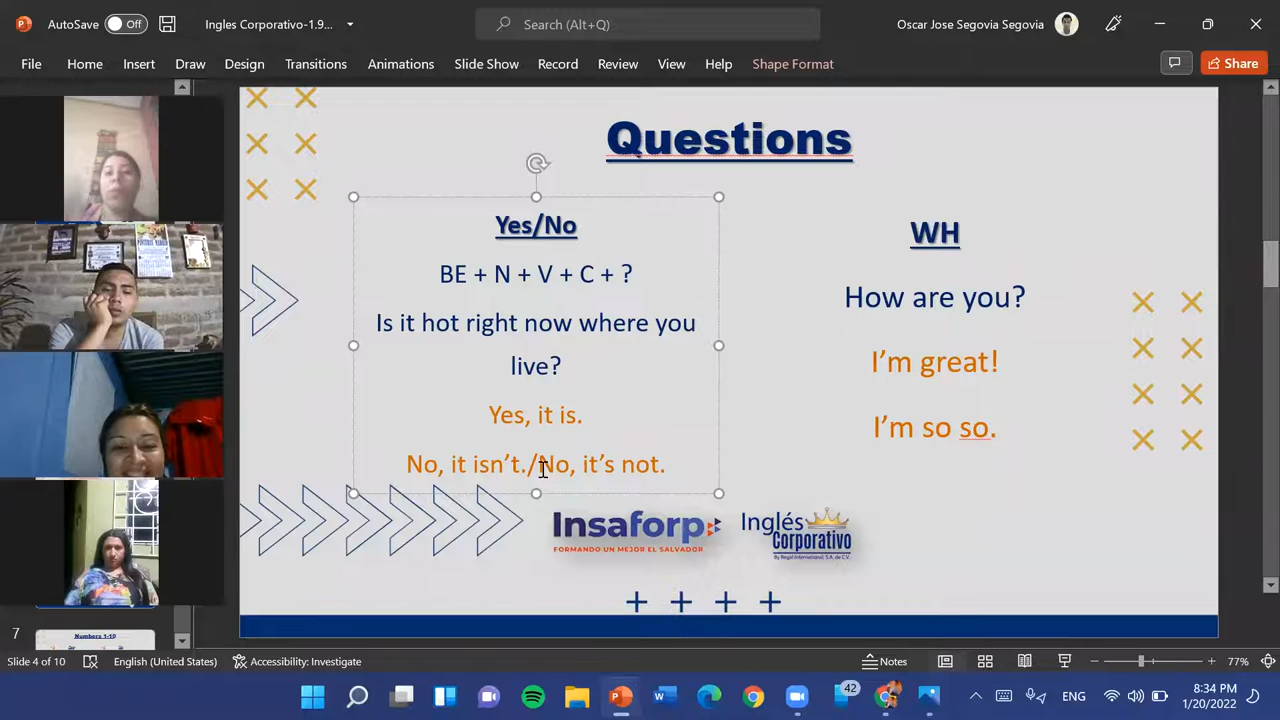 AutoSave Off Ingles Corporativo-1.9... Search (Alt+Q) Oscar Jose Segovia Segovia
File Home Insert Draw Design Transitions Animations Slide Show Record Review View Help Shape Format Share
Questions
Yes/No
BE + N + V + C + ?
Is it hot right now where you
live?
Yes, it is.
No, it isn't./No, it's not.
WH
How are you?
I'm great!
I'm so so.
Insaforp
FORMANDO UN MEJOR EL SALVADOR
Inglés
Corporativo
By Regal International, S.A. de C.V.
7 Numbers 1-10
Slide 4 of 10 English (United States) Accessibility: Investigate Notes 77%
42 ENG 8:34 PM
1/20/2022